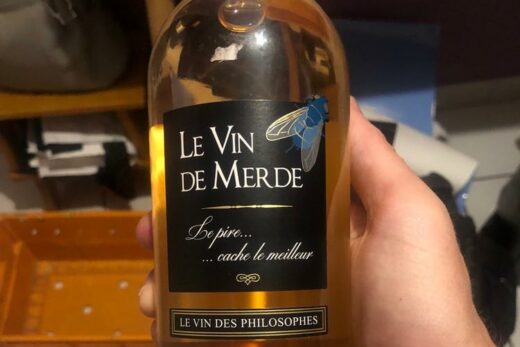 LE VIN
DE MERDE
Le pire...
... cache le meilleur
LE VIN DES PHILOSOPHES